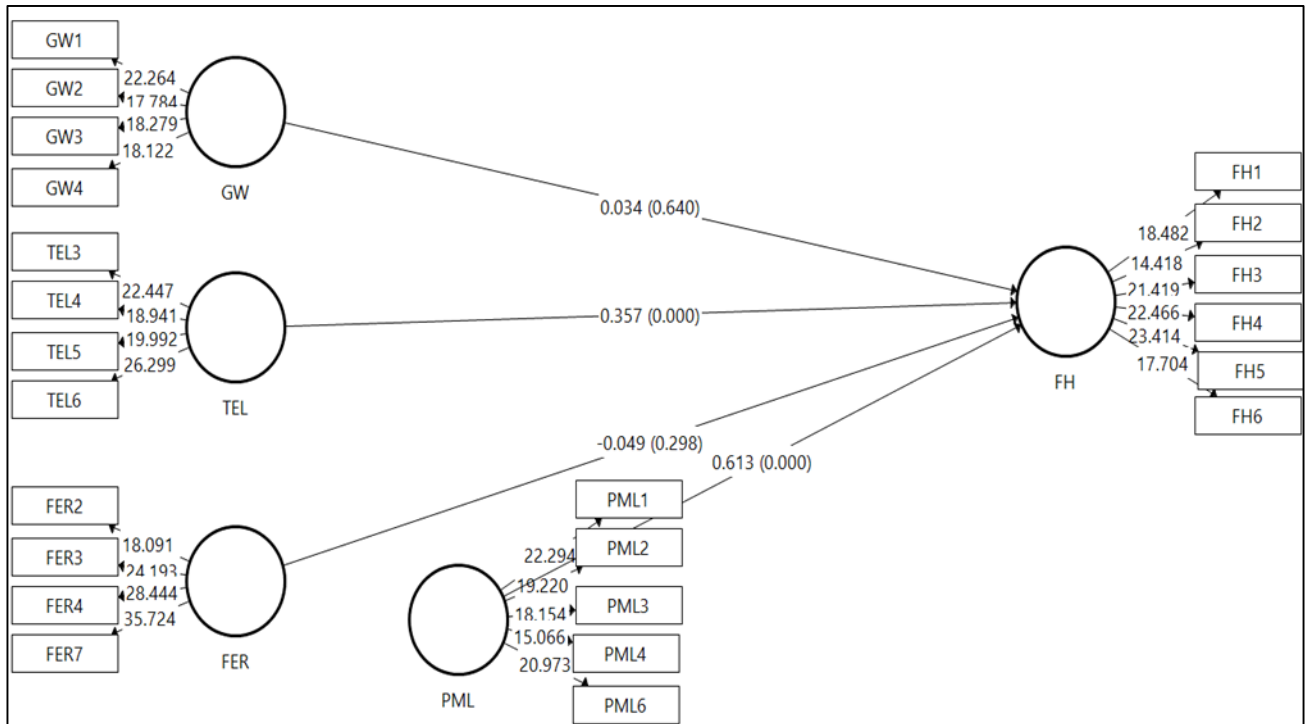 GW1
GW2
GW3
GW4
22.264
17.784
18.279
18.122
GW
0.034 (0.640)
TEL3
TEL4
TEL5
TEL6
22.447
18.941
19.992
26.299
TEL
0.357 (0.000)
FER2
FER3
FER4
FER7
18.091
24.193
28.444
35.724
FER
-0.049 (0.298)
0.613 (0.000)
PML1
PML2
PML3
PML4
PML6
22.294
19.220
18.154
15.066
20.973
PML
FH
18.482
14.418
21.419
22.466
23.414
17.704
FH1
FH2
FH3
FH4
FH5
FH6